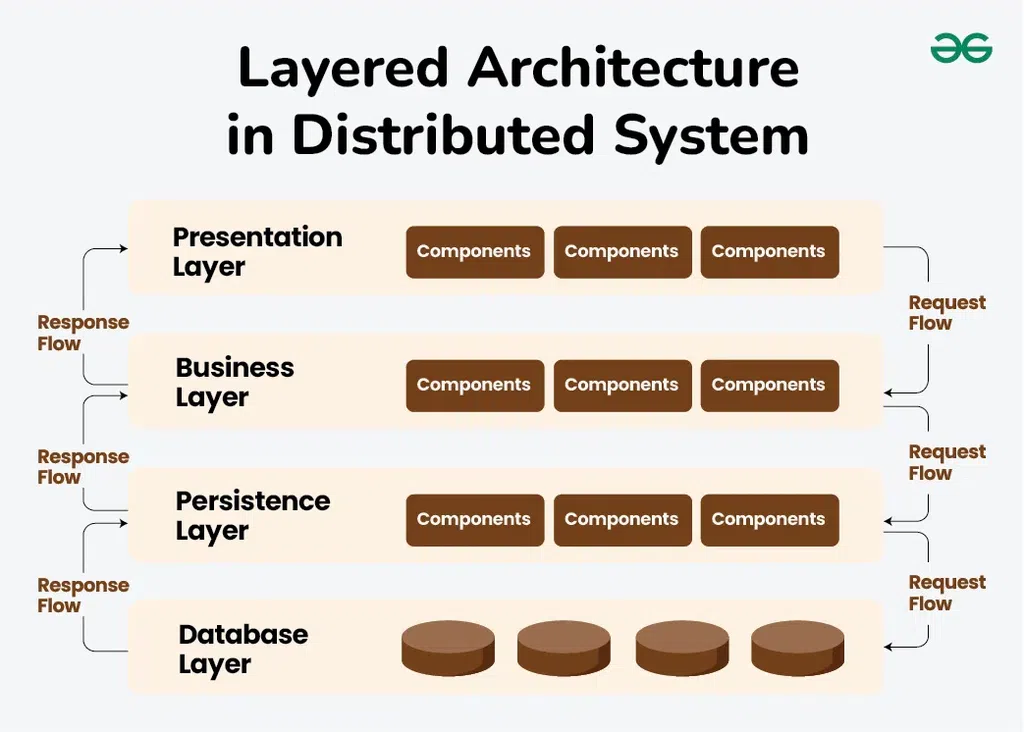 Layered Architecture
in Distributed System
Presentation
Layer
Components
Components
Components
Response
Flow
Request
Flow
Business
Layer
Components
Components
Components
Response
Flow
Request
Flow
Persistence
Layer
Components
Components
Components
Response
Flow
Request
Flow
Database
Layer